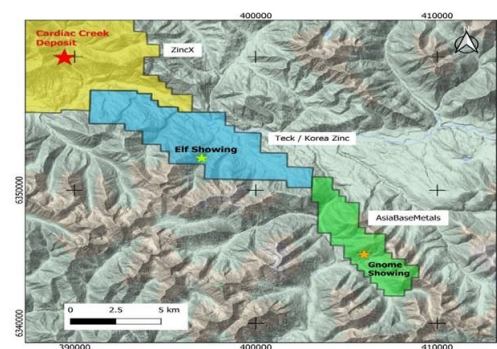 400000
410000
Cardiac Creek
Deposit
ZincX
Teck / Korea Zinc
Elf Showing
6350000
AsiaBaseMetals
Gnome
Showing
0
2.5
5 km
6340000
390000
400000
410000